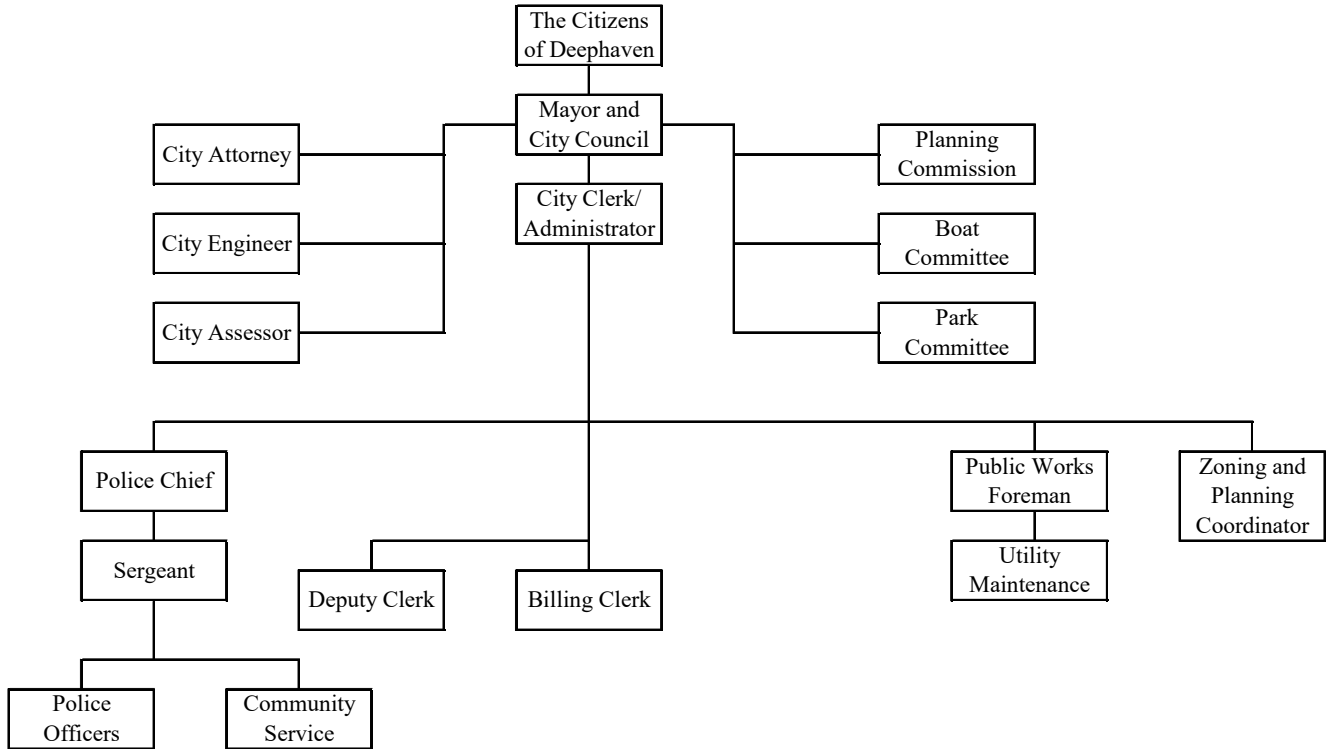 The Citizens
of Deephaven
Mayor and
City Council
City Attorney
Planning
Commission
City Clerk/
Administrator
City Engineer
Boat
Committee
City Assessor
Park
Committee
Police Chief
Public Works
Foreman
Zoning and
Planning
Coordinator
Sergeant
Utility
Maintenance
Deputy Clerk
Billing Clerk
Police
Officers
Community
Service